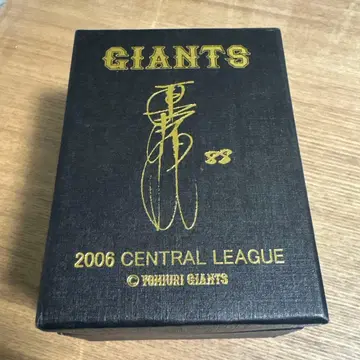 GIANTS
88
2006 CENTRAL LEAGUE
© YOMIURI GIANTS